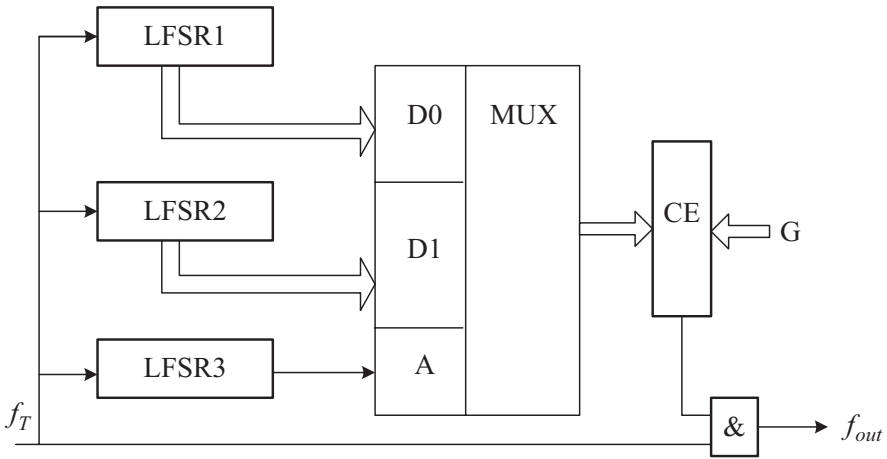 LFSR1
D0
MUX
LFSR2
CE
G
D1
LFSR3
A
f_T
&
f_out